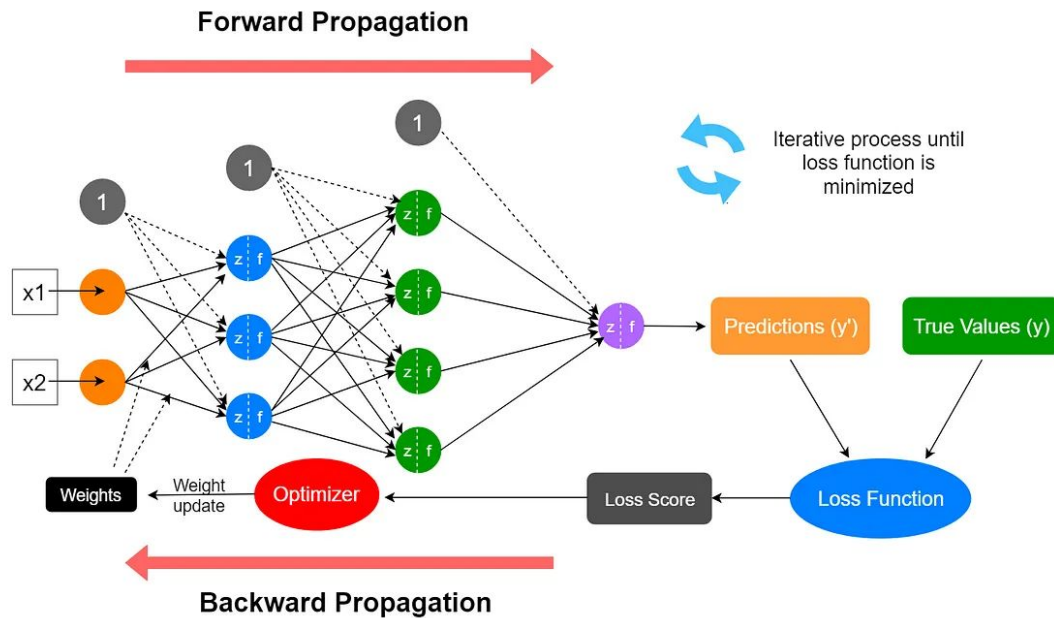 Forward Propagation
1
1
1
Iterative process until
loss function is
minimized
x1
x2
z f
z f
z f
z f
z f
z f
z f
z f
Predictions (y')
True Values (y)
Weights
Weight
update
Optimizer
Loss Score
Loss Function
Backward Propagation